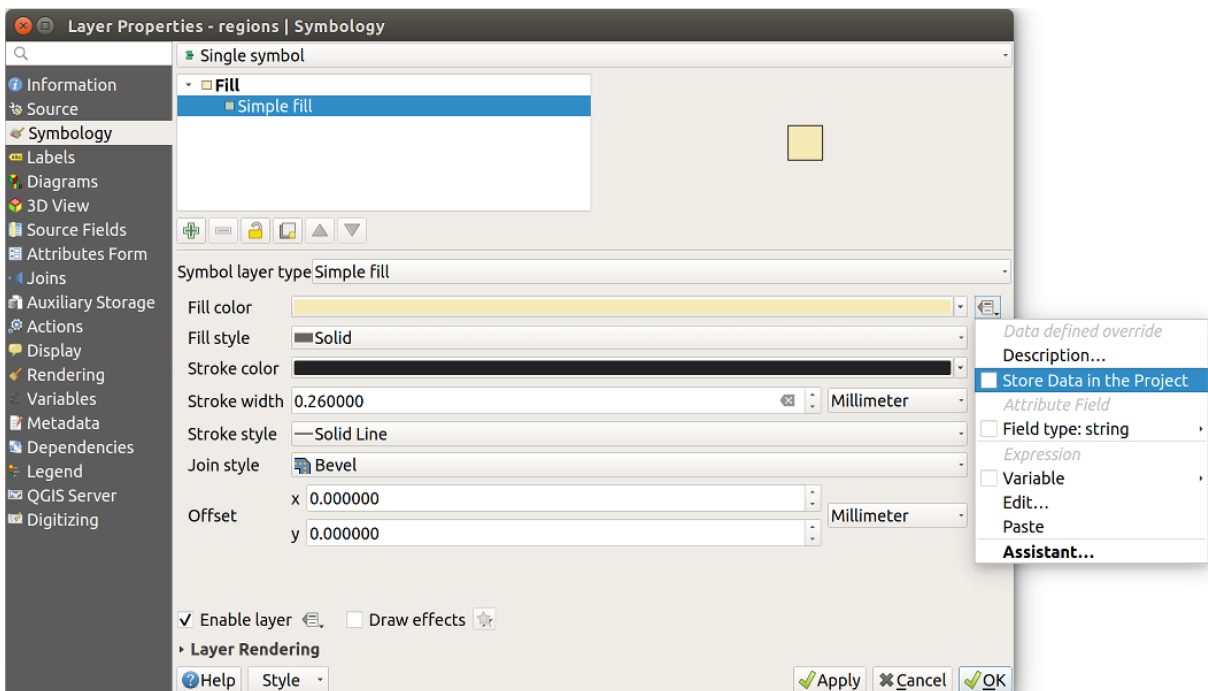 Layer Properties - regions | Symbology
Information
Source
Symbology
Labels
Diagrams
3D View
Source Fields
Attributes Form
Joins
Auxiliary Storage
Actions
Display
Rendering
Variables
Metadata
Dependencies
Legend
QGIS Server
Digitizing
Single symbol
Fill
Simple fill
Symbol layer type Simple fill
Fill color
Fill style Solid
Stroke color
Stroke width 0.260000 Millimeter
Stroke style Solid Line
Join style Bevel
Offset
x 0.000000
y 0.000000
Millimeter
Data defined override
Description...
Store Data in the Project
Attribute Field
Field type: string
Expression
Variable
Edit...
Paste
Assistant...
Enable layer Draw effects
Layer Rendering
Help Style Apply Cancel OK